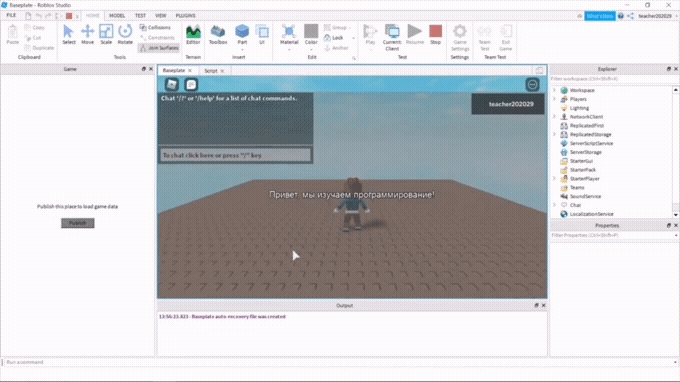 Baseplate - Roblox Studio
FILE
HOME
MODEL
TEST
VIEW
PLUGINS
What's New
teacher202029
Paste
Copy
Cut
Duplicate
Clipboard
Select
Move
Scale
Rotate
Collisions
Constraints
Join Surfaces
Tools
Editor
Terrain
Toolbox
Part
UI
Insert
Material
Color
Group
Lock
Anchor
Edit
Play
Current:
Client
Resume
Stop
Test
Game
Settings
Settings
Team
Test
Exit
Game
Team Test
Game
Publish this place to load game data
Publish
Baseplate
Script
Chat '/?' or '/help' for a list of chat commands.
To chat click here or press "/" key
teacher202029
Привет, мы изучаем программирование!
Output
13:56:23.823 Baseplate auto-recovery file was created
Explorer
Filter workspace (Ctrl+Shift+X)
Workspace
Players
Lighting
NetworkClient
ReplicatedFirst
ReplicatedStorage
ServerScriptService
ServerStorage
StarterGui
StarterPack
StarterPlayer
Teams
SoundService
Chat
LocalizationService
Properties
Filter Properties (Ctrl+Shift+P)
Run a command